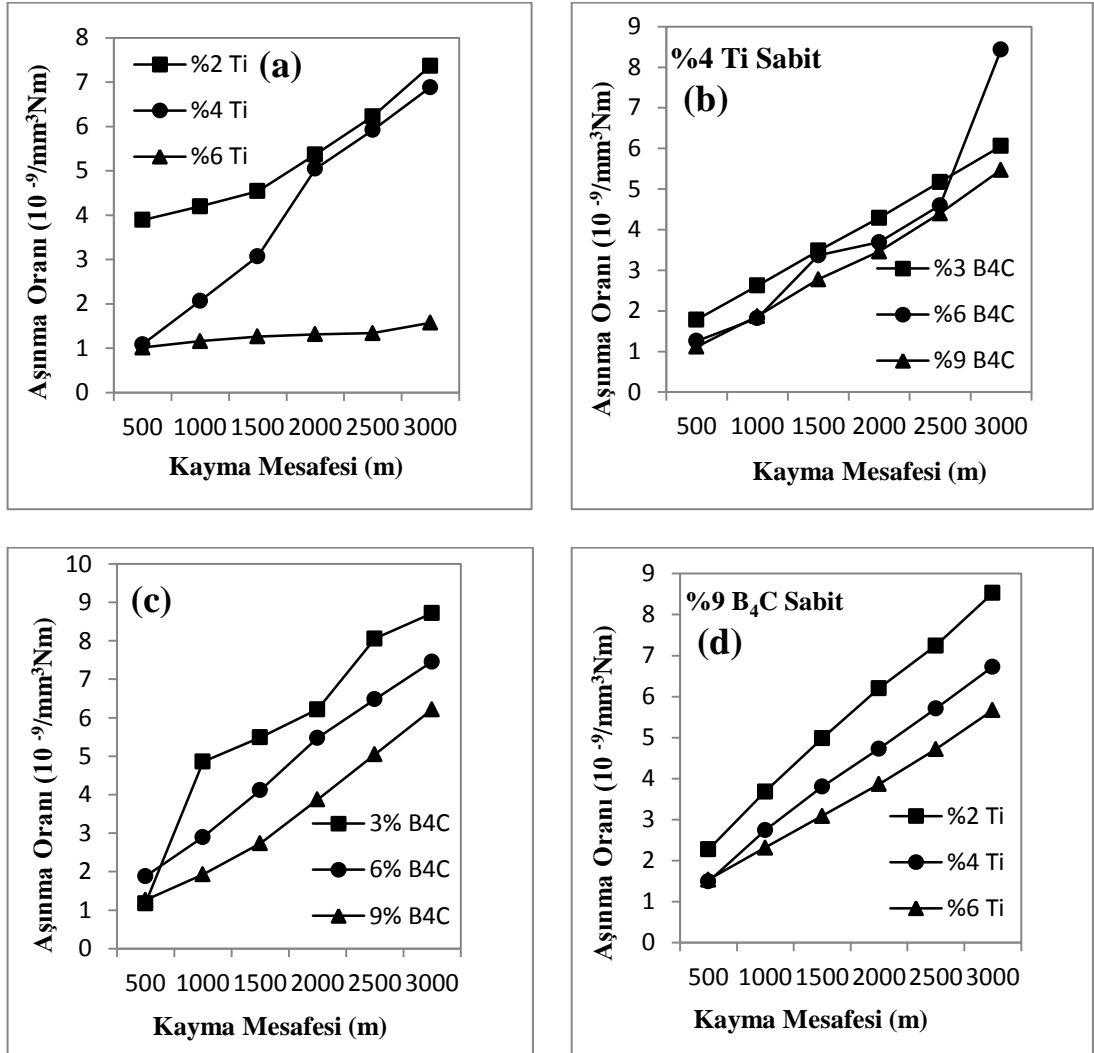 8
7
6
5
4
3
2
1
0
Aşınma Oranı (10 -9/mm3Nm)
%2 Ti
%4 Ti
%6 Ti
(a)
500 1000 1500 2000 2500 3000
Kayma Mesafesi (m)
9
8
7
6
5
4
3
2
1
0
Aşınma Oranı (10 -9/mm3Nm)
%4 Ti Sabit
(b)
%3 B4C
%6 B4C
%9 B4C
500 1000 1500 2000 2500 3000
Kayma Mesafesi (m)
10
9
8
7
6
5
4
3
2
1
0
Aşınma Oranı (10 -9/mm3Nm)
(c)
3% B4C
6% B4C
9% B4C
500 1000 1500 2000 2500 3000
Kayma Mesafesi (m)
9
8
7
6
5
4
3
2
1
0
Aşınma Oranı (10 -9/mm3Nm)
%9 B4C Sabit
(d)
%2 Ti
%4 Ti
%6 Ti
500 1000 1500 2000 2500 3000
Kayma Mesafesi (m)